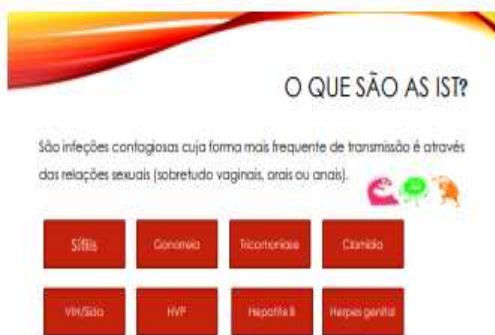 O QUE SÃO AS IST?
São infeções contagiosas cuja forma mais frequente de transmissão é através
das relações sexuais (sobretudo vaginais, orais ou anais).
Sífilis Gonorreia Tricomoníase Clamídia
VIH/Sida HVP Hepatite B Herpes genital